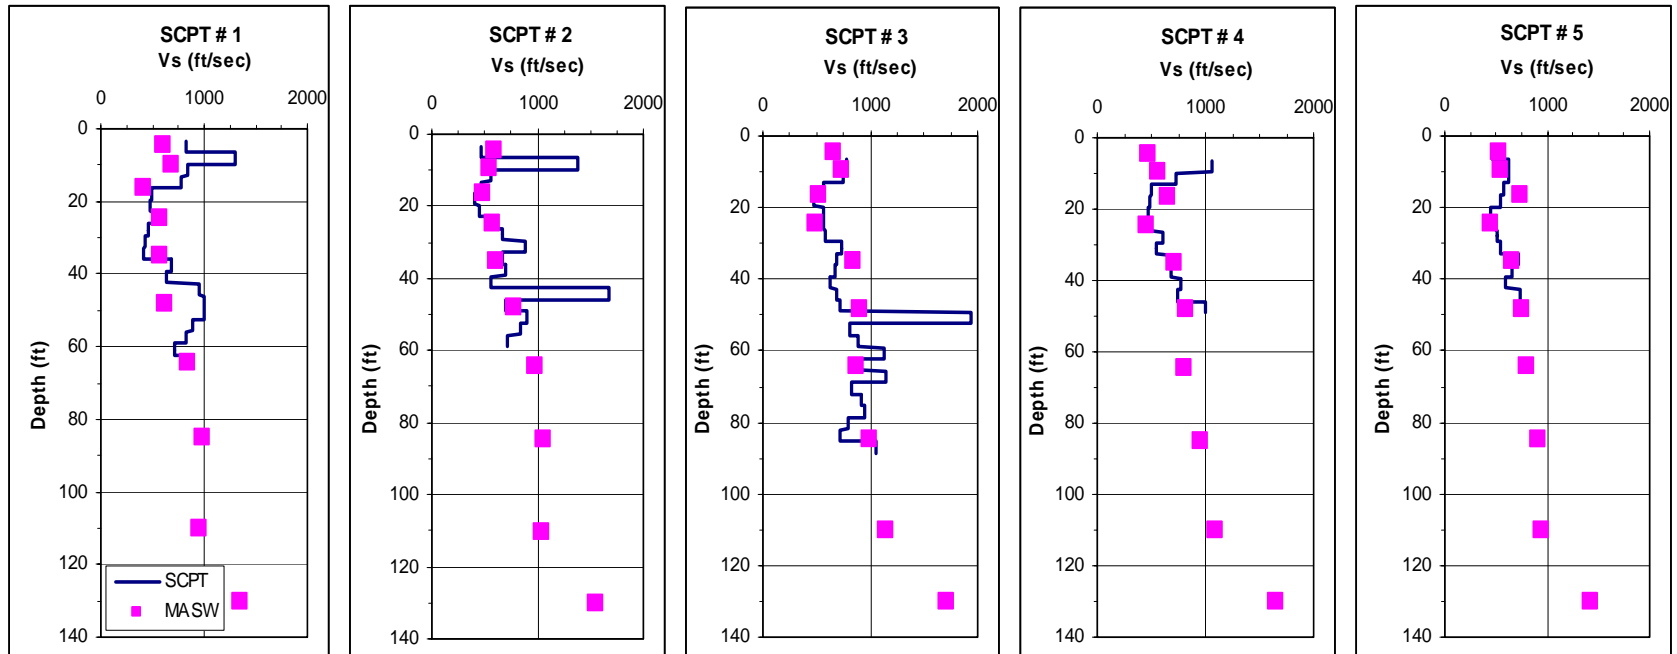 SCPT # 1
Vs (ft/sec)
0 1000 2000
0
20
40
60
80
100
120
140
Depth (ft)
SCPT
MASW
SCPT # 2
Vs (ft/sec)
0 1000 2000
0
20
40
60
80
100
120
140
Depth (ft)
SCPT # 3
Vs (ft/sec)
0 1000 2000
0
20
40
60
80
100
120
140
Depth (ft)
SCPT # 4
Vs (ft/sec)
0 1000 2000
0
20
40
60
80
100
120
140
Depth (ft)
SCPT # 5
Vs (ft/sec)
0 1000 2000
0
20
40
60
80
100
120
140
Depth (ft)